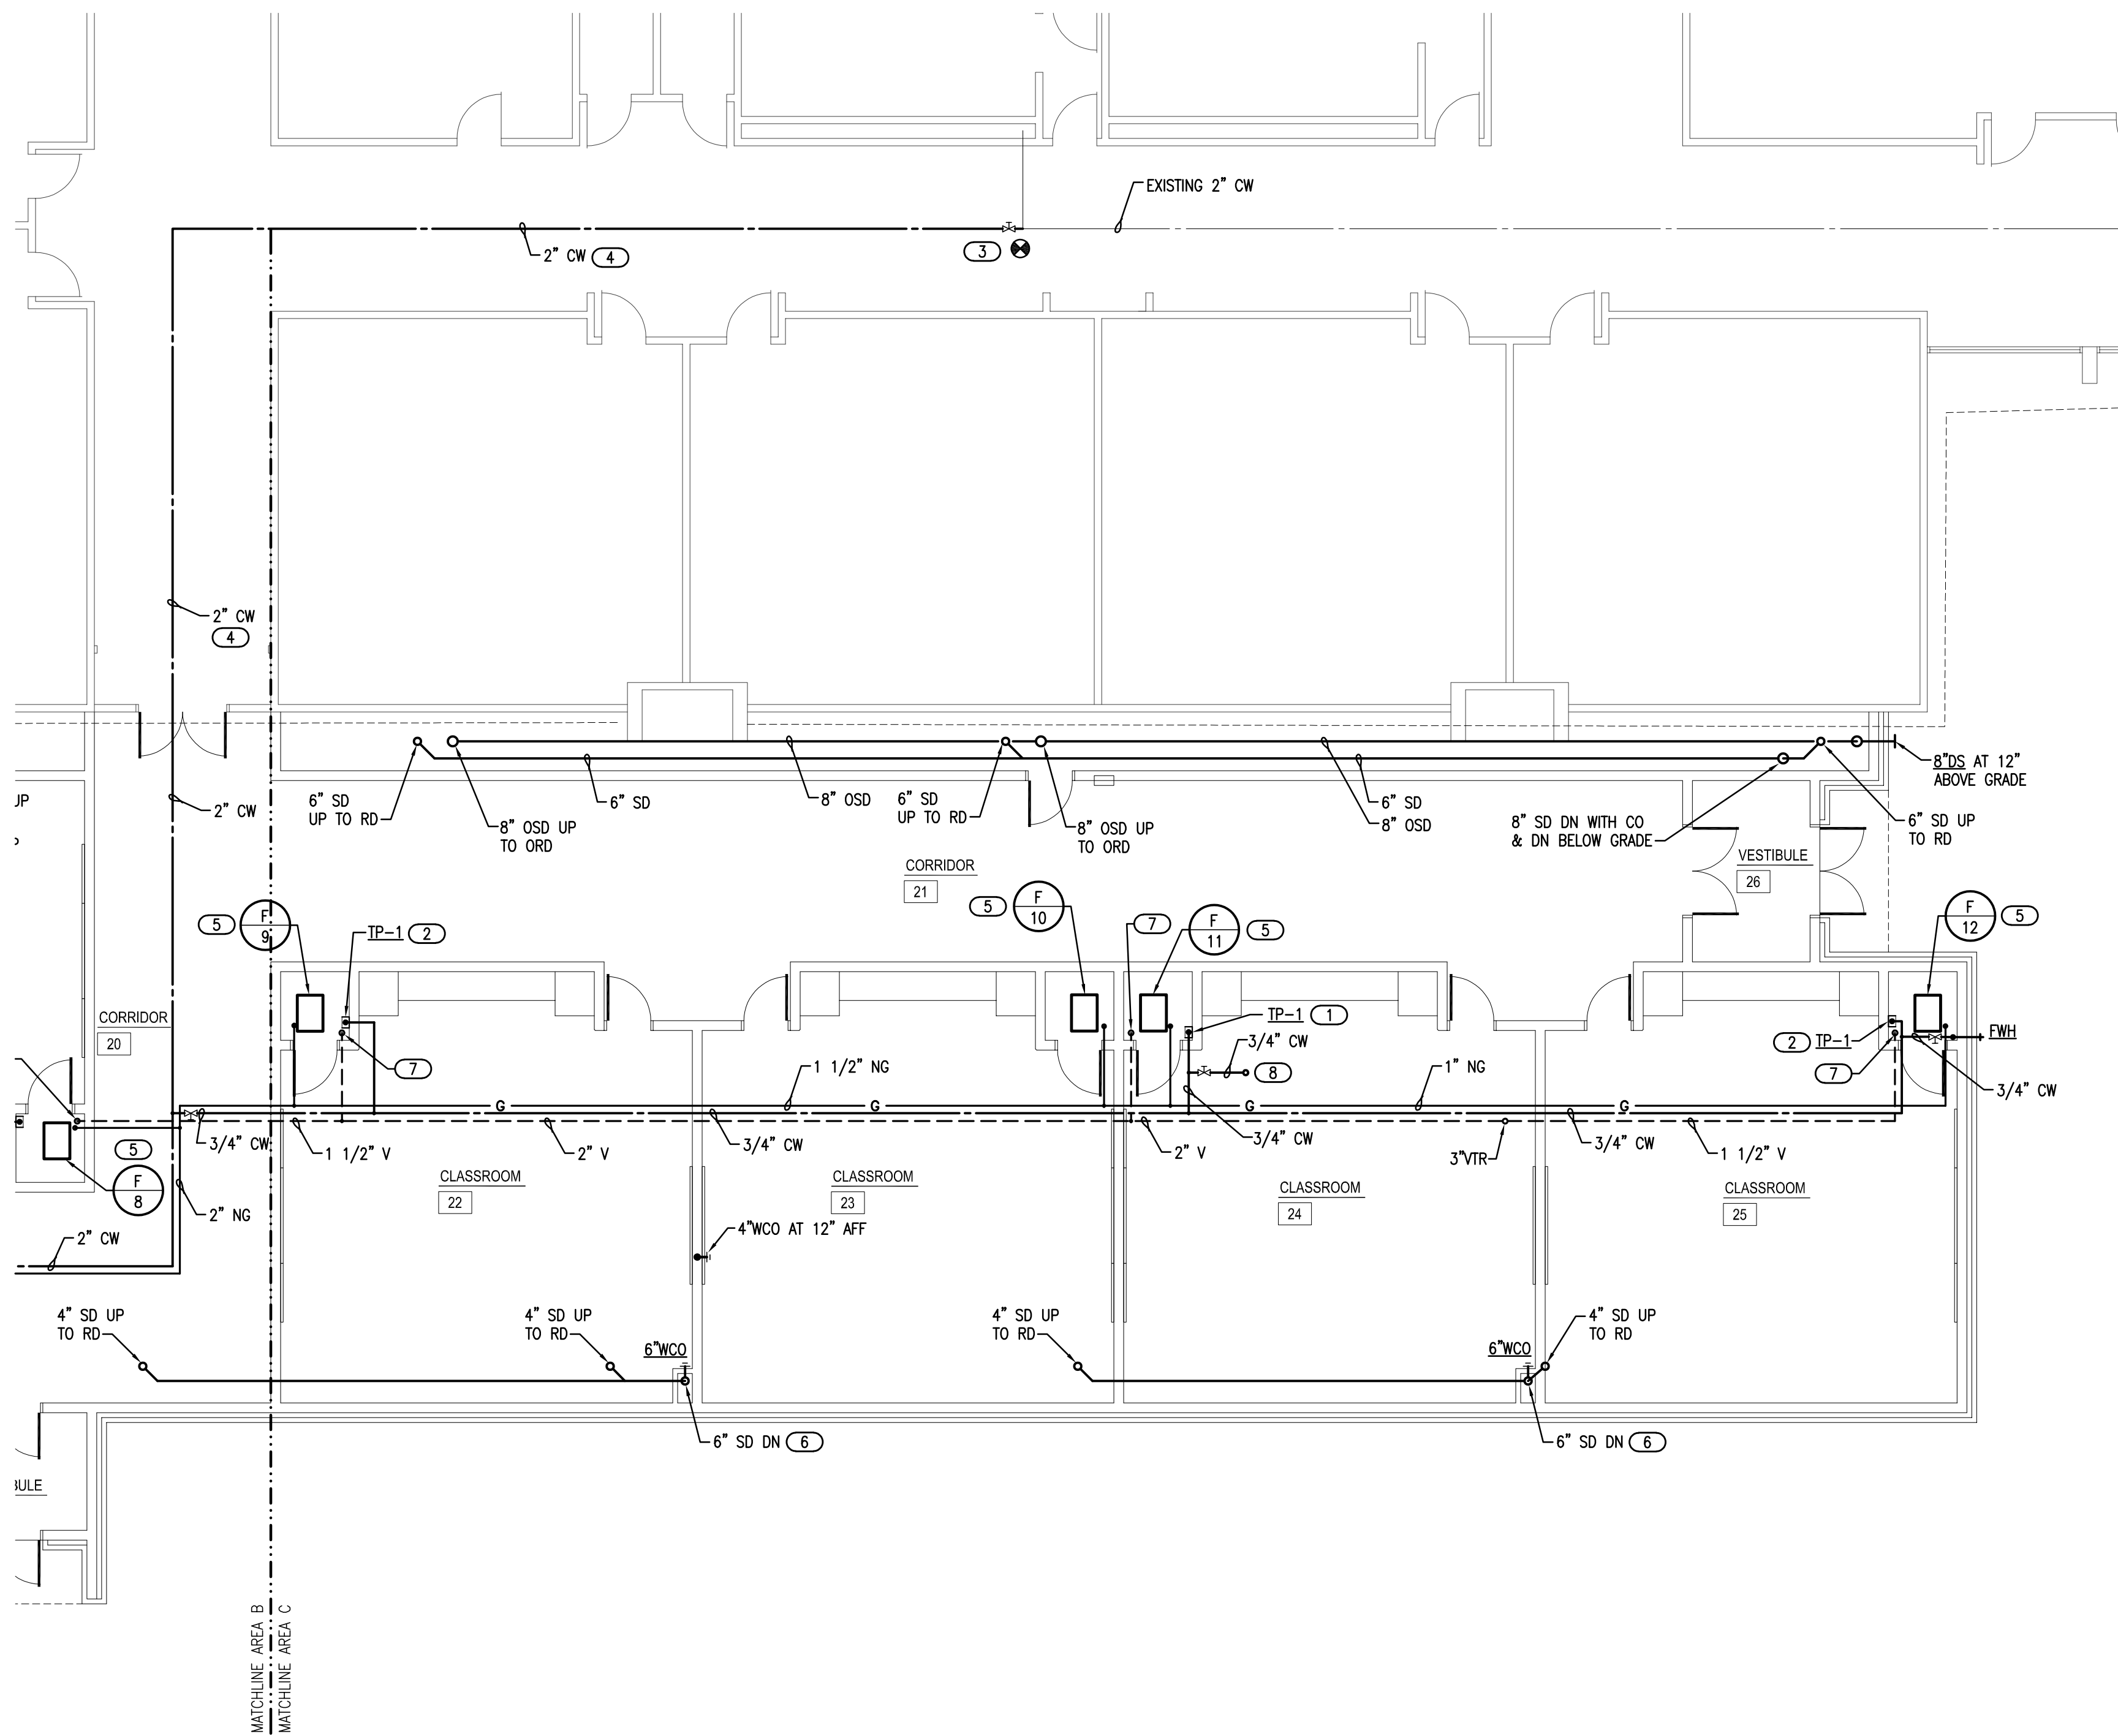 EXISTING 2" CW
2" CW 4
3
2" CW
4
2" CW
6" SD
UP TO RD
8" OSD UP
TO ORD
6" SD
8" OSD
6" SD
UP TO RD
8" OSD UP
TO ORD
6" SD
8" OSD
8" SD DN WITH CO
& DN BELOW GRADE
8"DS AT 12"
ABOVE GRADE
6" SD UP
TO RD
UP
CORRIDOR
21
VESTIBULE
26
5
F
9
TP-1 2
5
F
10
7
F
11
5
F
12
5
CORRIDOR
20
7
TP-1 1
3/4" CW
8
2 TP-1
7
FWH
3/4" CW
1 1/2" NG
1" NG
G
G
G
G
3/4" CW
1 1/2" V
2" V
3/4" CW
2" V
3/4" CW
3"VTR
3/4" CW
1 1/2" V
5
F
8
2" NG
2" CW
CLASSROOM
22
CLASSROOM
23
CLASSROOM
24
CLASSROOM
25
4"WCO AT 12" AFF
4" SD UP
TO RD
4" SD UP
TO RD
6"WCO
4" SD UP
TO RD
6"WCO
4" SD UP
TO RD
6" SD DN 6
6" SD DN 6
BULE
MATCHLINE AREA B
MATCHLINE AREA C